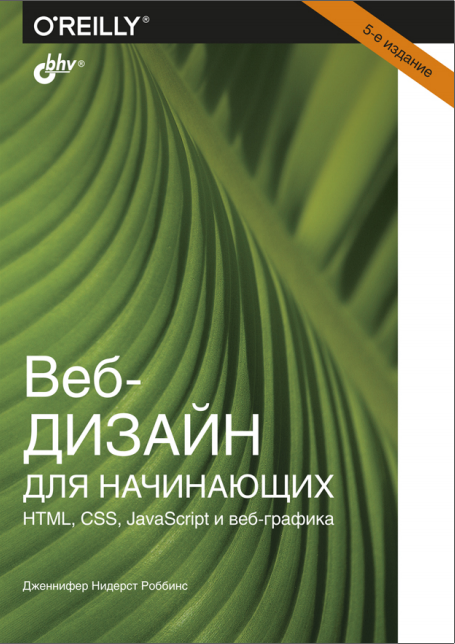 O'REILLY®
5-е издание
bhv®
Веб-
ДИЗАЙН
ДЛЯ НАЧИНАЮЩИХ
HTML, CSS, JavaScript и веб-графика
Дженнифер Нидерст Роббинс